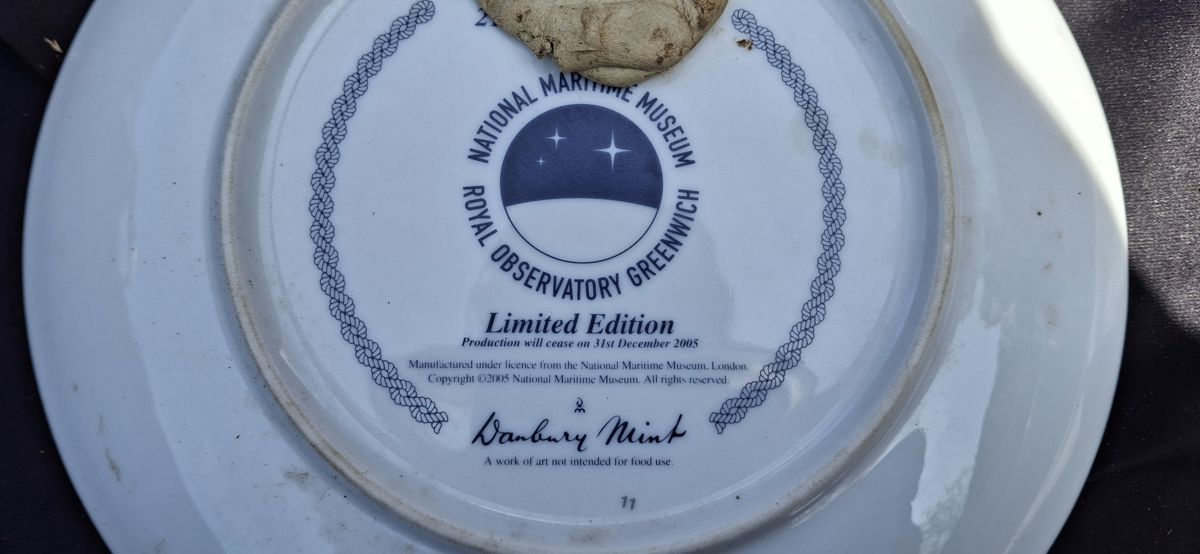 NATIONAL MARITIME MUSEUM
ROYAL OBSERVATORY GREENWICH
Limited Edition
Production will cease on 31st December 2005
Manufactured under licence from the National Maritime Museum, London.
Copyright ©2005 National Maritime Museum. All rights reserved.
Danbury Mint
A work of art not intended for food use.
11